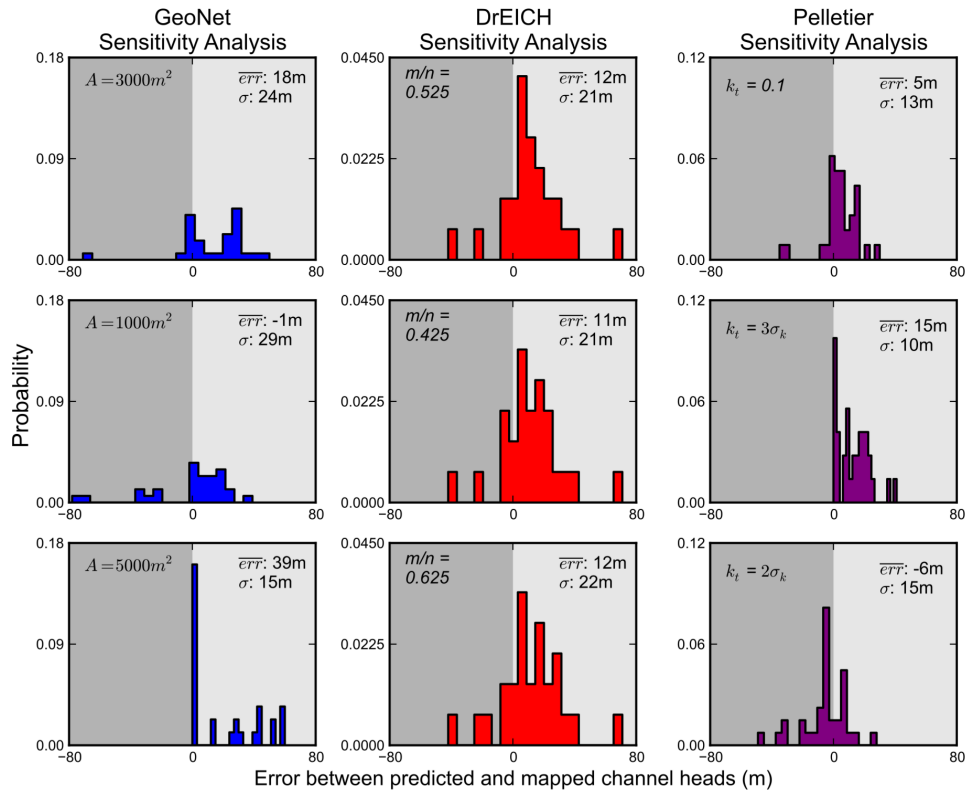 GeoNet
Sensitivity Analysis
DrEICH
Sensitivity Analysis
Pelletier
Sensitivity Analysis
0.18
0.09
0.00
−80
0
80
A = 3000m²
err: 18m
σ: 24m
0.0450
0.0225
0.0000
−80
0
80
m/n =
0.525
err: 12m
σ: 21m
0.12
0.06
0.00
−80
0
80
kₜ = 0.1
err: 5m
σ: 13m
0.18
0.09
0.00
−80
0
80
A = 1000m²
err: -1m
σ: 29m
0.0450
0.0225
0.0000
−80
0
80
m/n =
0.425
err: 11m
σ: 21m
0.12
0.06
0.00
−80
0
80
kₜ = 3σₖ
err: 15m
σ: 10m
0.18
0.09
0.00
−80
0
80
A = 5000m²
err: 39m
σ: 15m
0.0450
0.0225
0.0000
−80
0
80
m/n =
0.625
err: 12m
σ: 22m
0.12
0.06
0.00
−80
0
80
kₜ = 2σₖ
err: -6m
σ: 15m
Probability
Error between predicted and mapped channel heads (m)